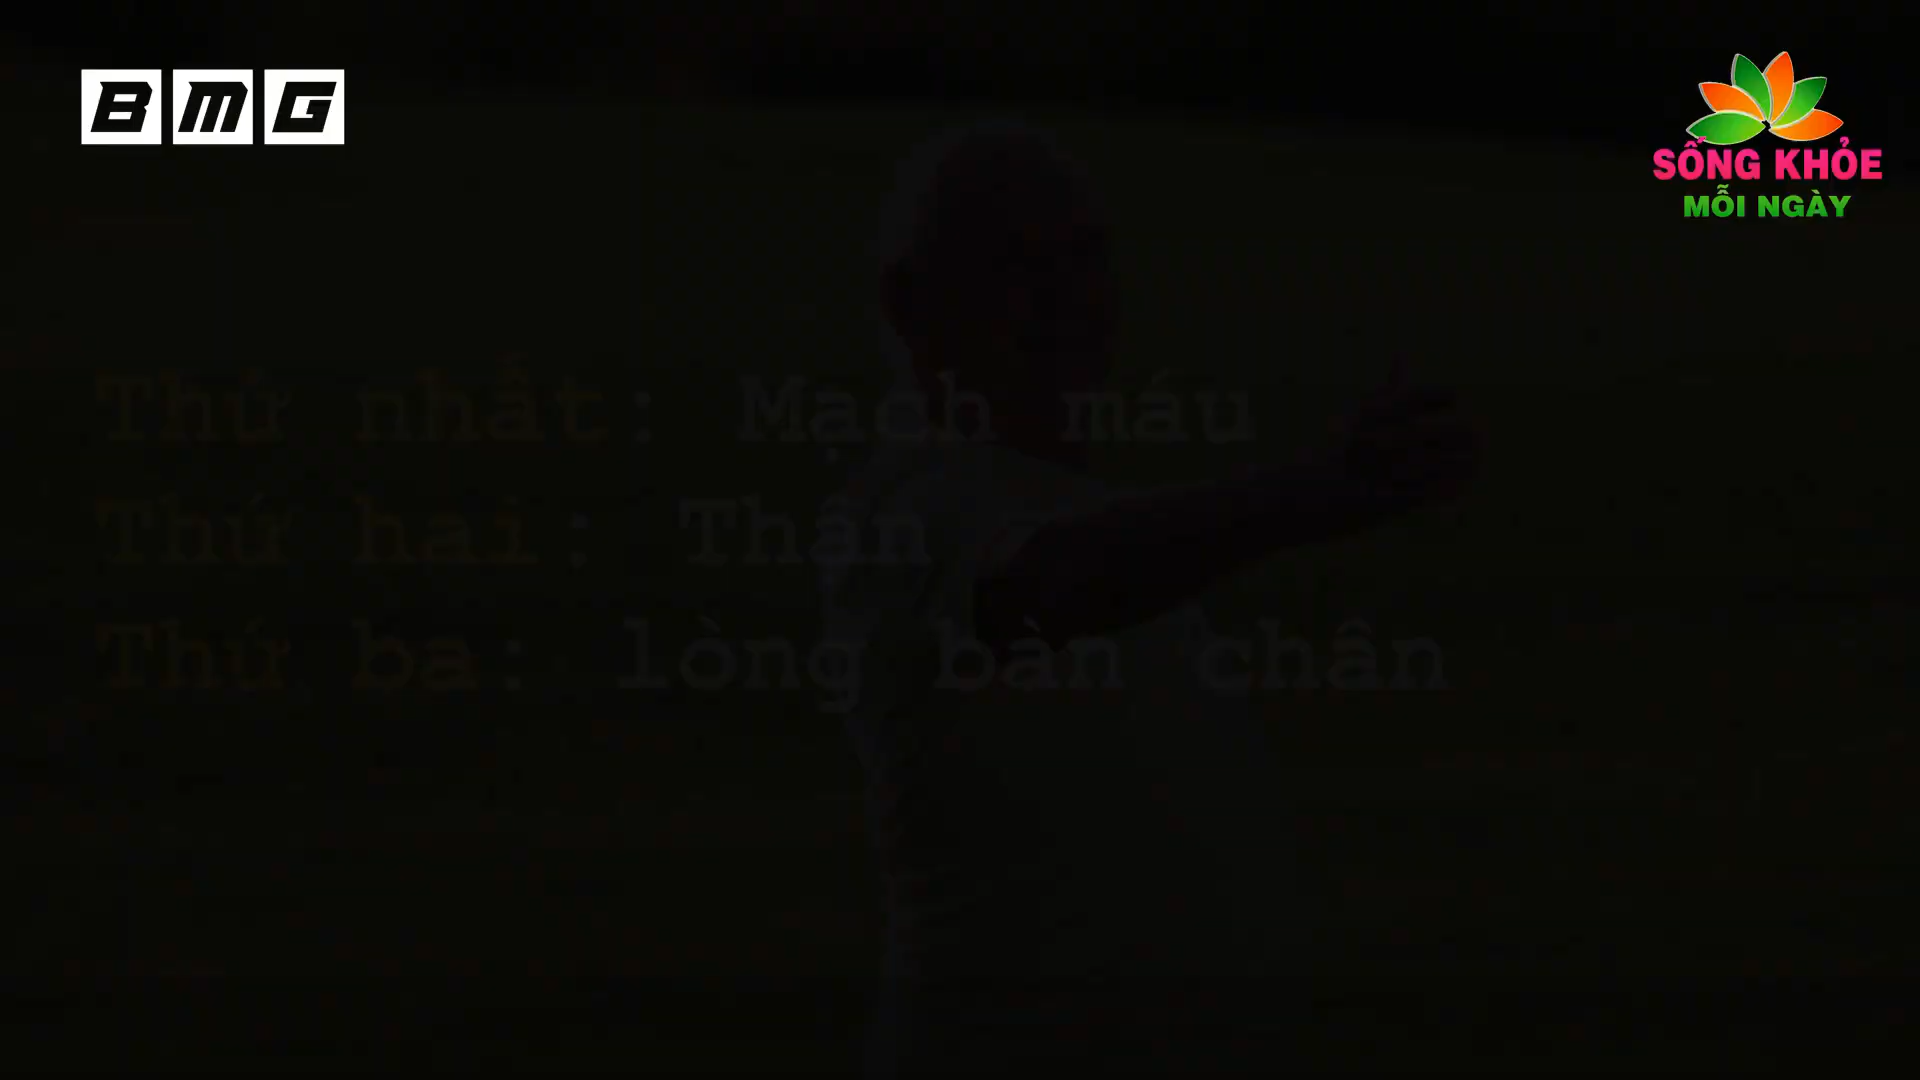 BMG
SỐNG KHỎE
MỖI NGÀY
Thứ nhất: Mạch máu
Thứ hai: Thận
Thứ ba: lòng bàn chân